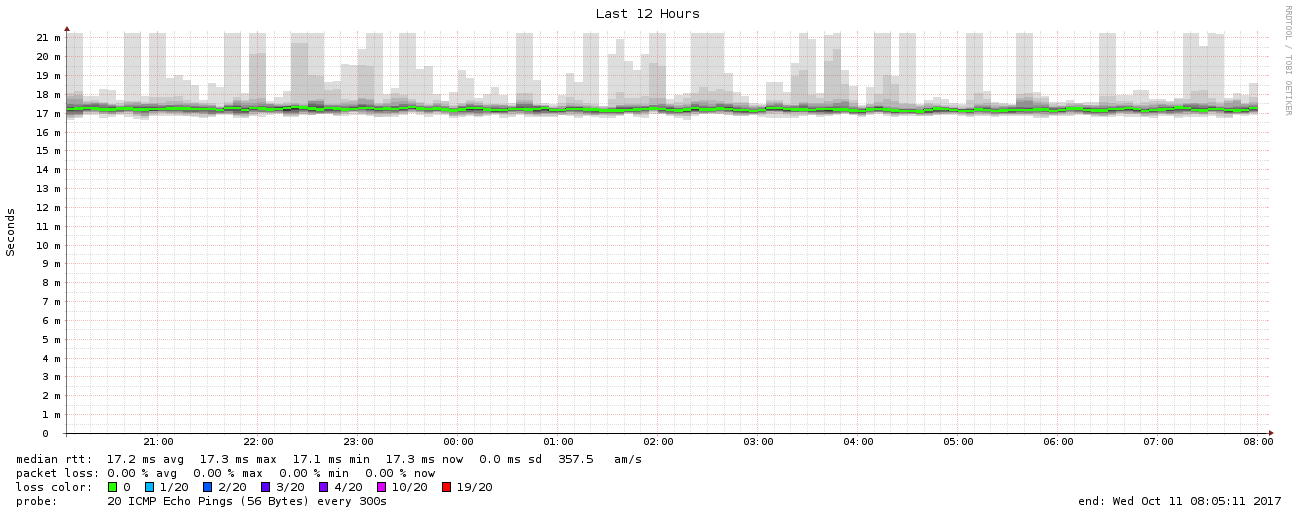 Last 12 Hours
RRDTOOL / TOBI OETIKER
Seconds
21 m
20 m
19 m
18 m
17 m
16 m
15 m
14 m
13 m
12 m
11 m
10 m
9 m
8 m
7 m
6 m
5 m
4 m
3 m
2 m
1 m
0
21:00 22:00 23:00 00:00 01:00 02:00 03:00 04:00 05:00 06:00 07:00 08:00
median rtt: 17.2 ms avg 17.3 ms max 17.1 ms min 17.3 ms now 0.0 ms sd 357.5 am/s
packet loss: 0.00 % avg 0.00 % max 0.00 % min 0.00 % now
loss color: 0 1/20 2/20 3/20 4/20 10/20 19/20
probe: 20 ICMP Echo Pings (56 Bytes) every 300s end: Wed Oct 11 08:05:11 2017